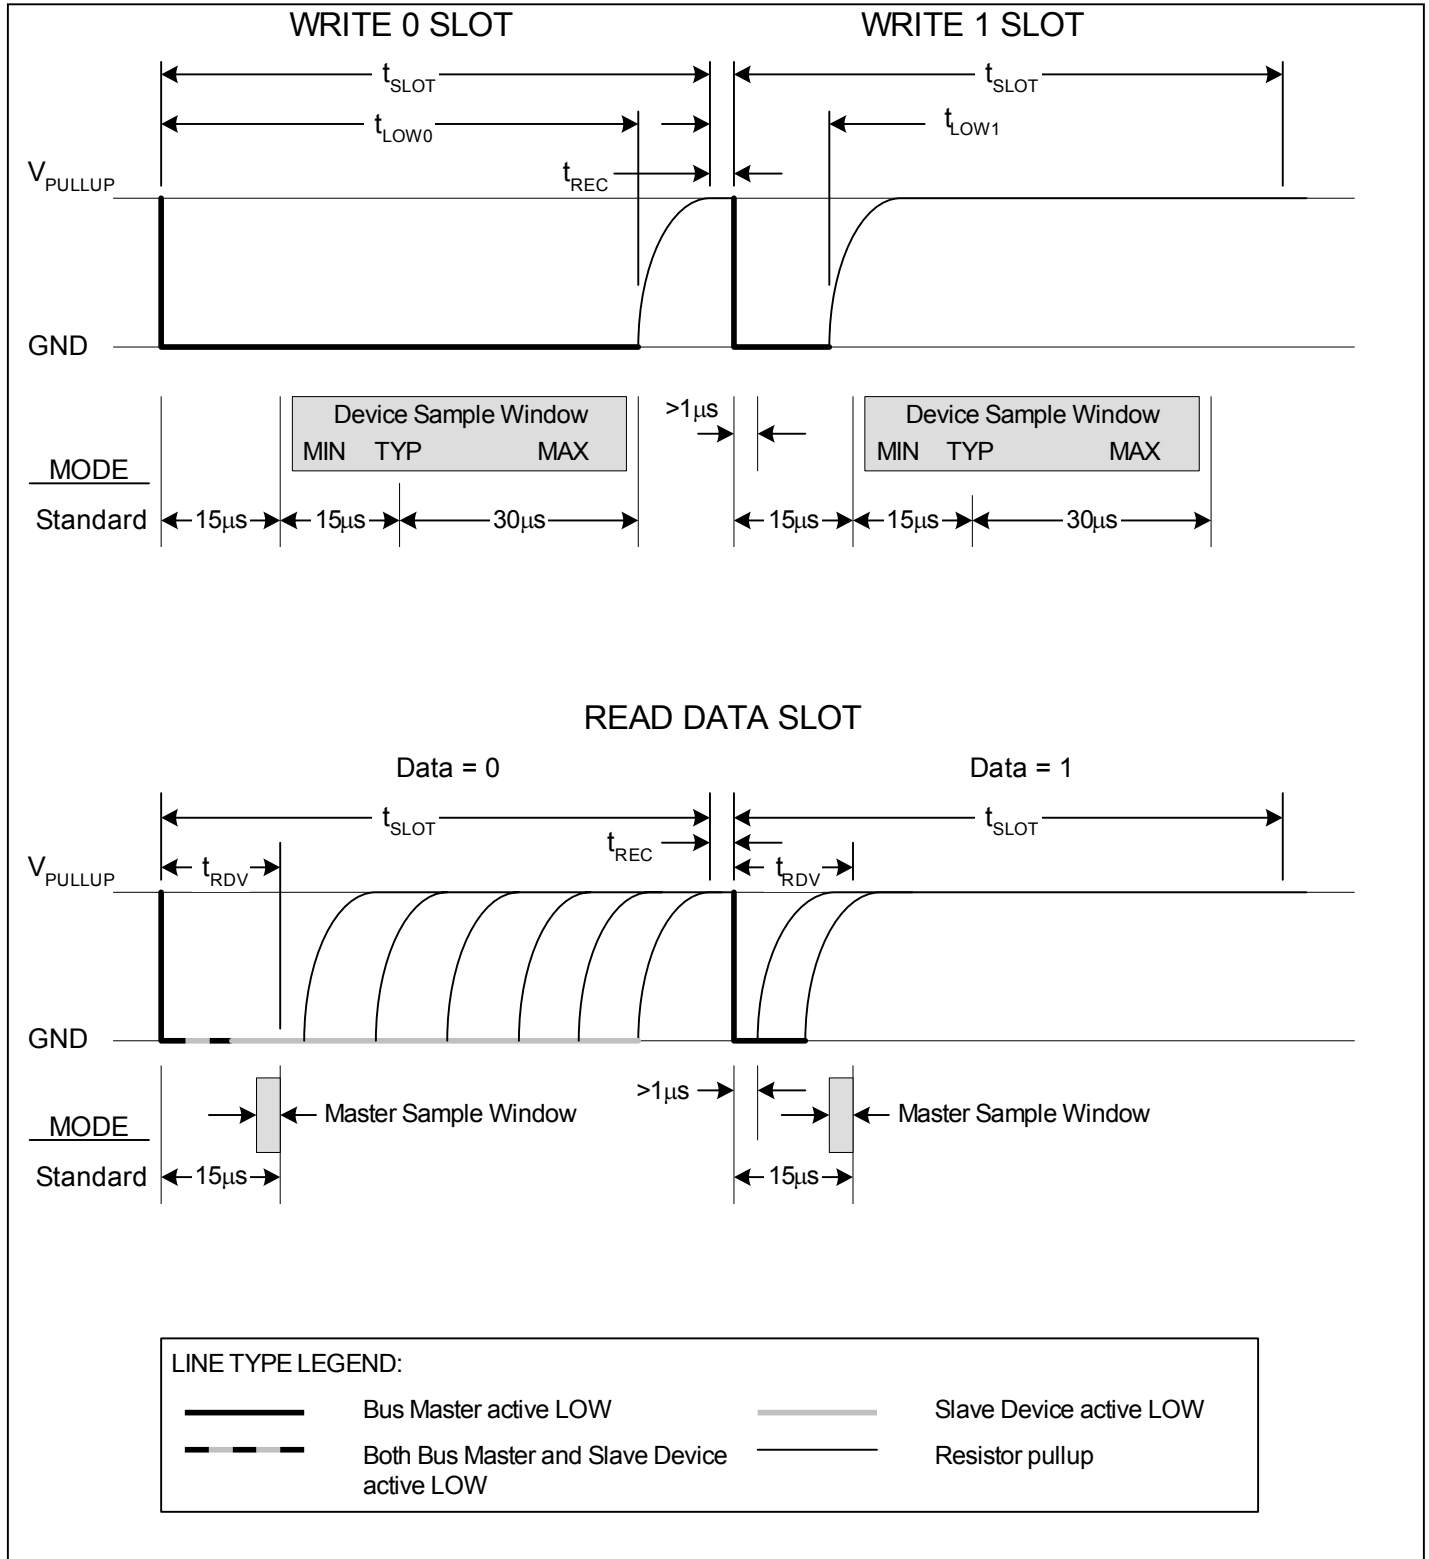 WRITE 0 SLOT WRITE 1 SLOT
tSLOT tSLOT
tLOW0 tLOW1
VPULLUP tREC
GND
Device Sample Window >1μs Device Sample Window
MIN TYP MAX MIN TYP MAX
MODE
Standard 15μs 15μs 30μs 15μs 15μs 30μs
READ DATA SLOT
Data = 0 Data = 1
tSLOT tSLOT
tREC
VPULLUP tRDV tRDV
GND
>1μs
Master Sample Window Master Sample Window
MODE
Standard 15μs 15μs
LINE TYPE LEGEND:
Bus Master active LOW Slave Device active LOW
Both Bus Master and Slave Device Resistor pullup
active LOW